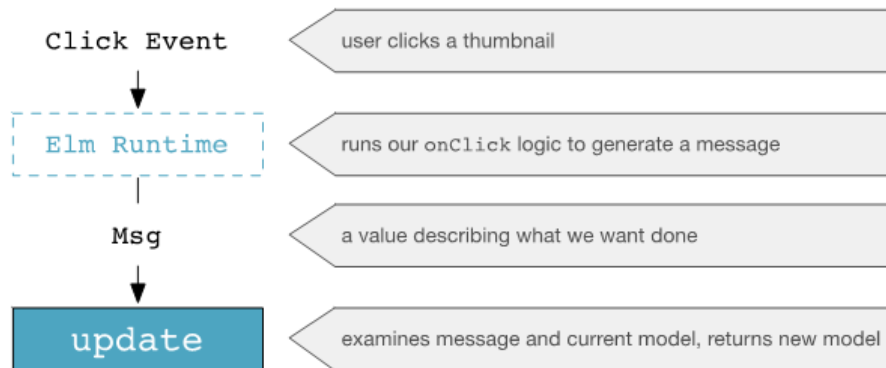 Click Event
user clicks a thumbnail
Elm Runtime
runs our onClick logic to generate a message
Msg
a value describing what we want done
update
examines message and current model, returns new model